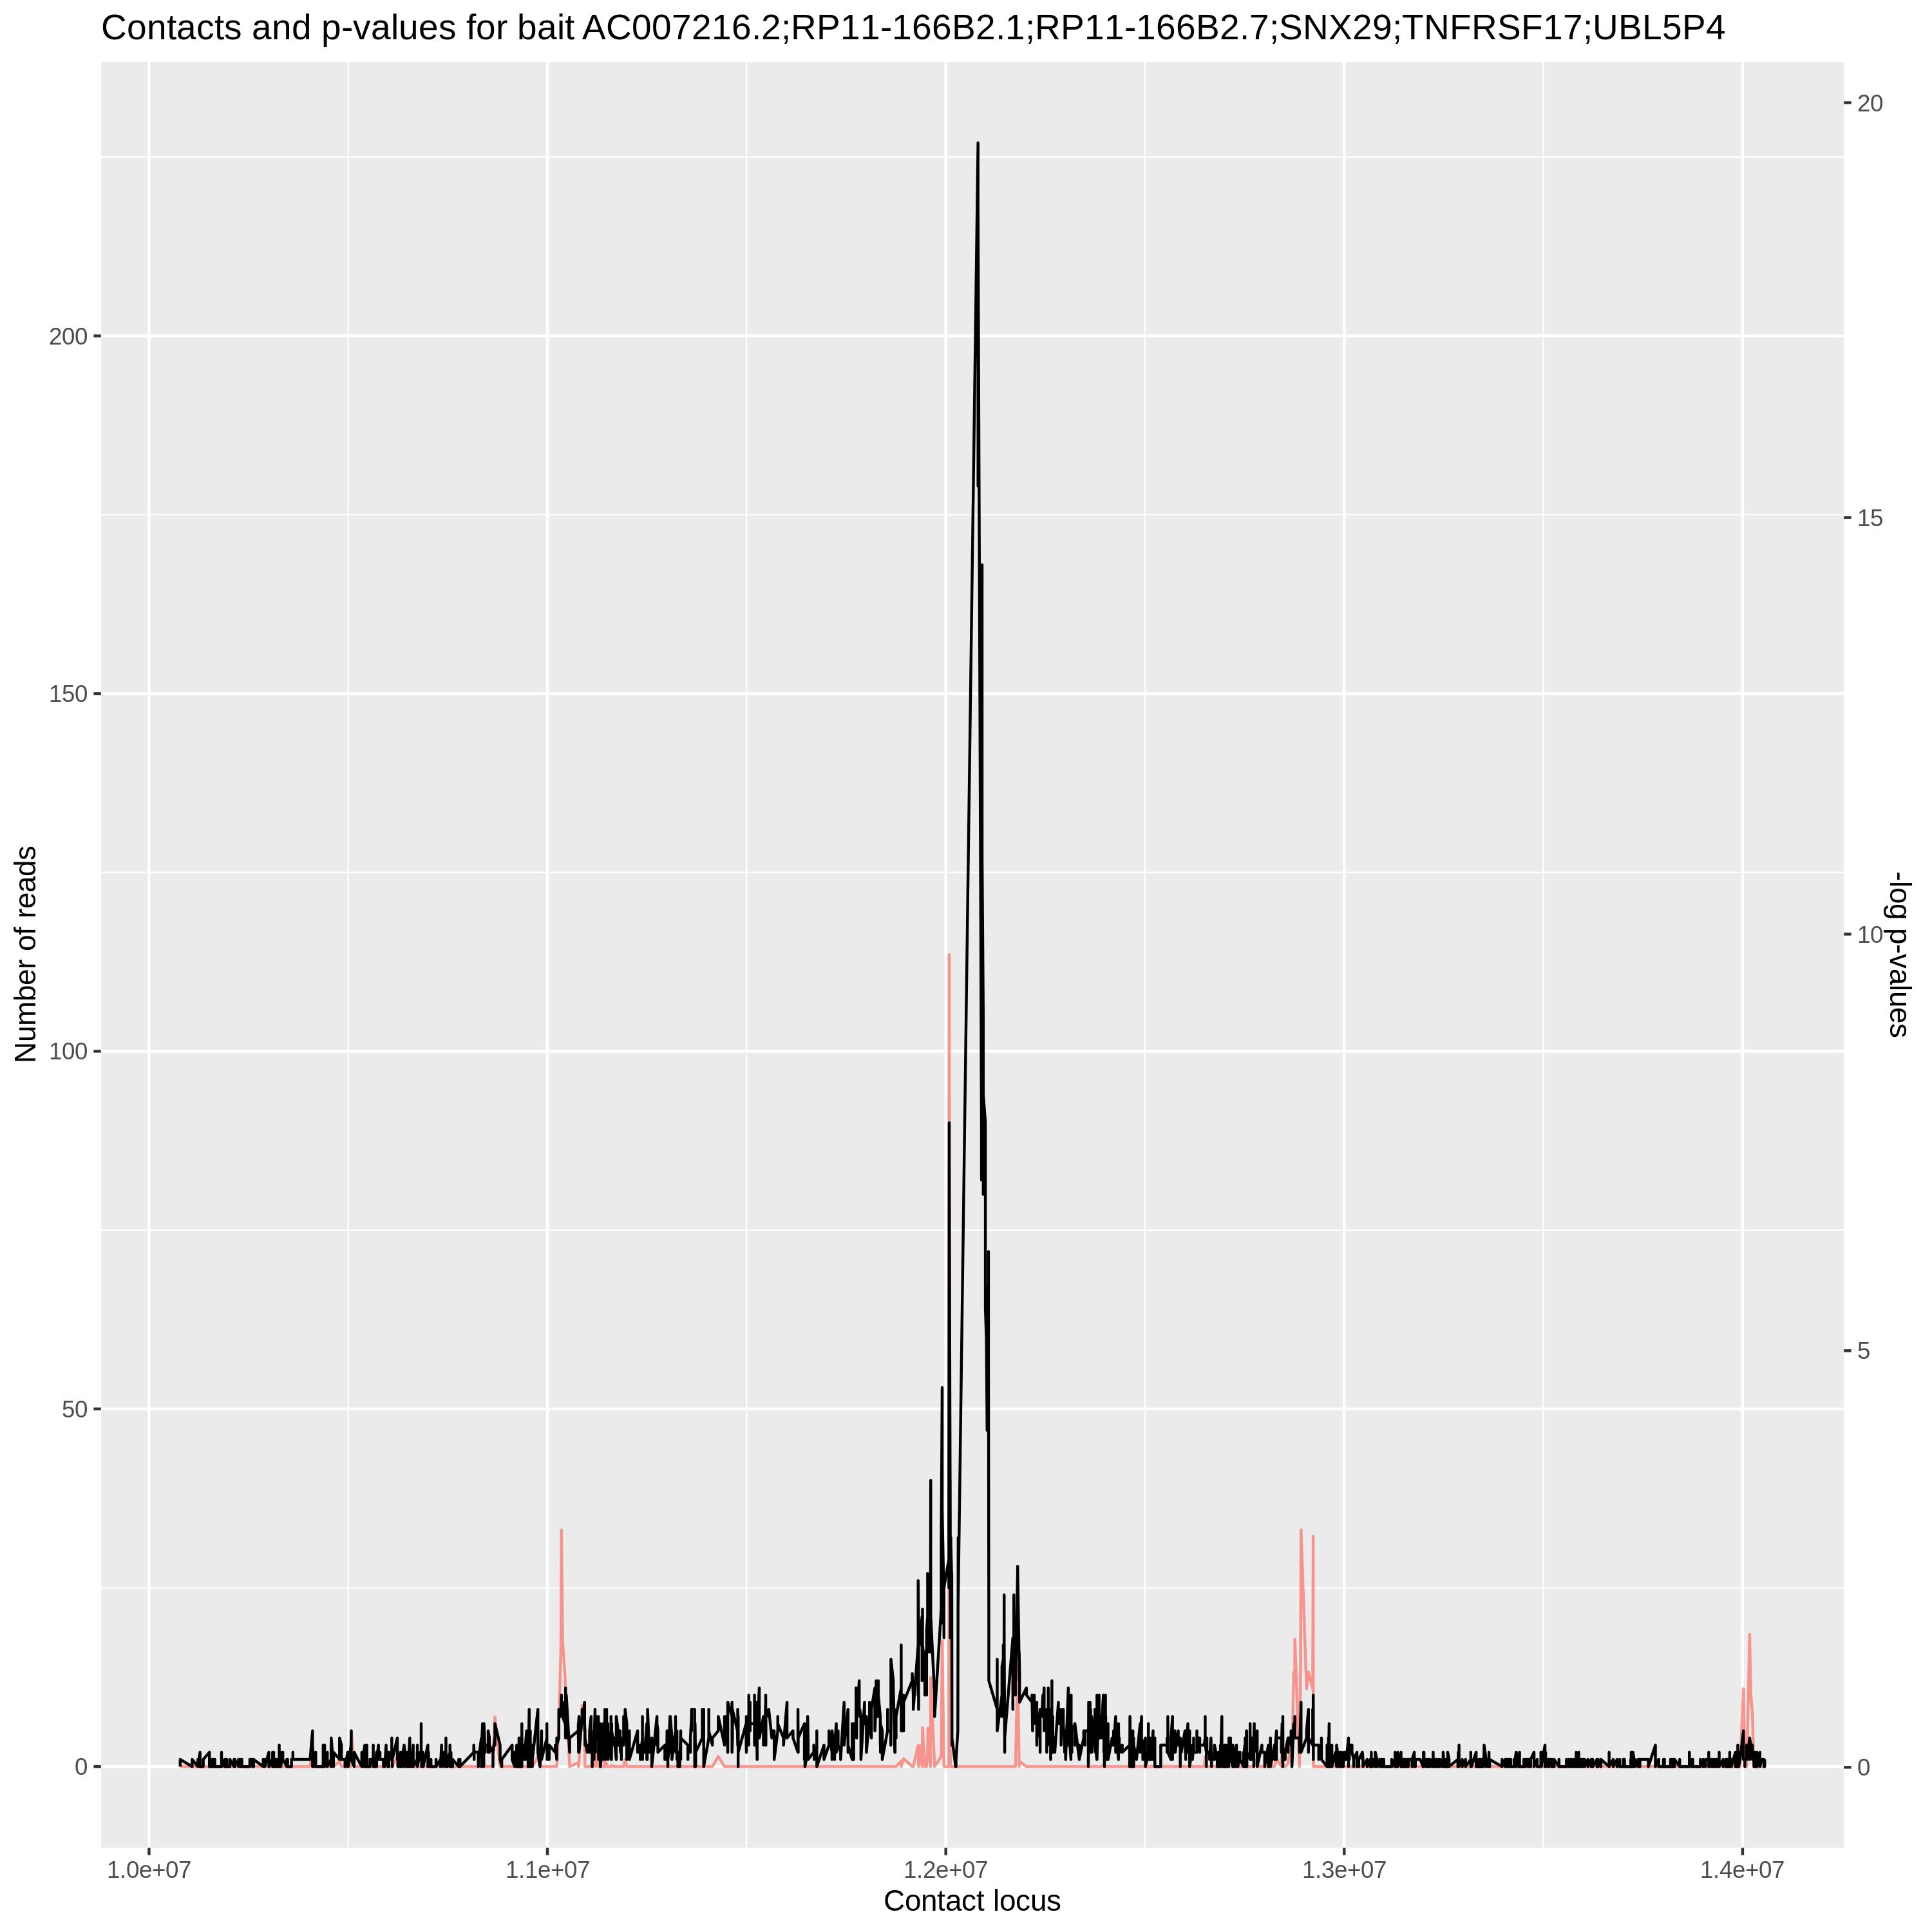 Contacts and p-values for bait AC007216.2;RP11-166B2.1;RP11-166B2.7;SNX29;TNFRSF17;UBL5P4
Number of reads
200
150
100
50
0
20
15
10
5
0
-log p-values
1.0e+07 1.1e+07 1.2e+07 1.3e+07 1.4e+07
Contact locus